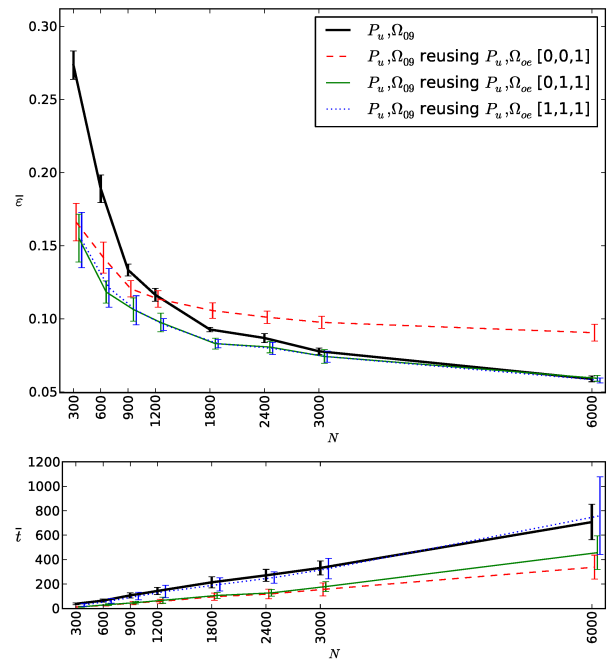 0.30
0.25
0.20
0.15
0.10
0.05
ε̄
P_u,Ω_09
P_u,Ω_09 reusing P_u,Ω_oe [0,0,1]
P_u,Ω_09 reusing P_u,Ω_oe [0,1,1]
P_u,Ω_09 reusing P_u,Ω_oe [1,1,1]
300 600 900 1200 1800 2400 3000 6000
N
1200
1000
800
600
400
200
0
t̄
300 600 900 1200 1800 2400 3000 6000
N